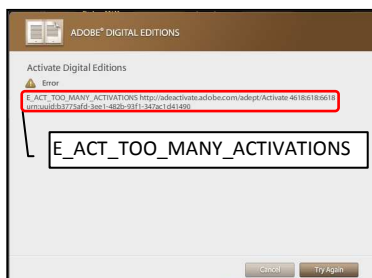 ADOBE® DIGITAL EDITIONS
Activate Digital Editions
Error
E_ACT_TOO_MANY_ACTIVATIONS http://adeactivate.adobe.com/adept/Activate 4618:618:6618
urn:uuid:b3775afd-3ee1-482b-93f1-347ac1d41490
E_ACT_TOO_MANY_ACTIVATIONS
Cancel Try Again